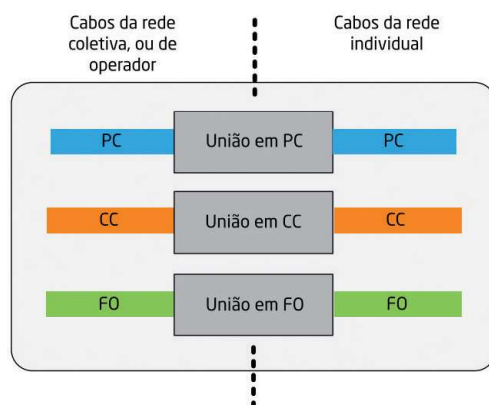 Cabos da rede
coletiva, ou de
operador
Cabos da rede
individual
PC União em PC PC
CC União em CC CC
FO União em FO FO